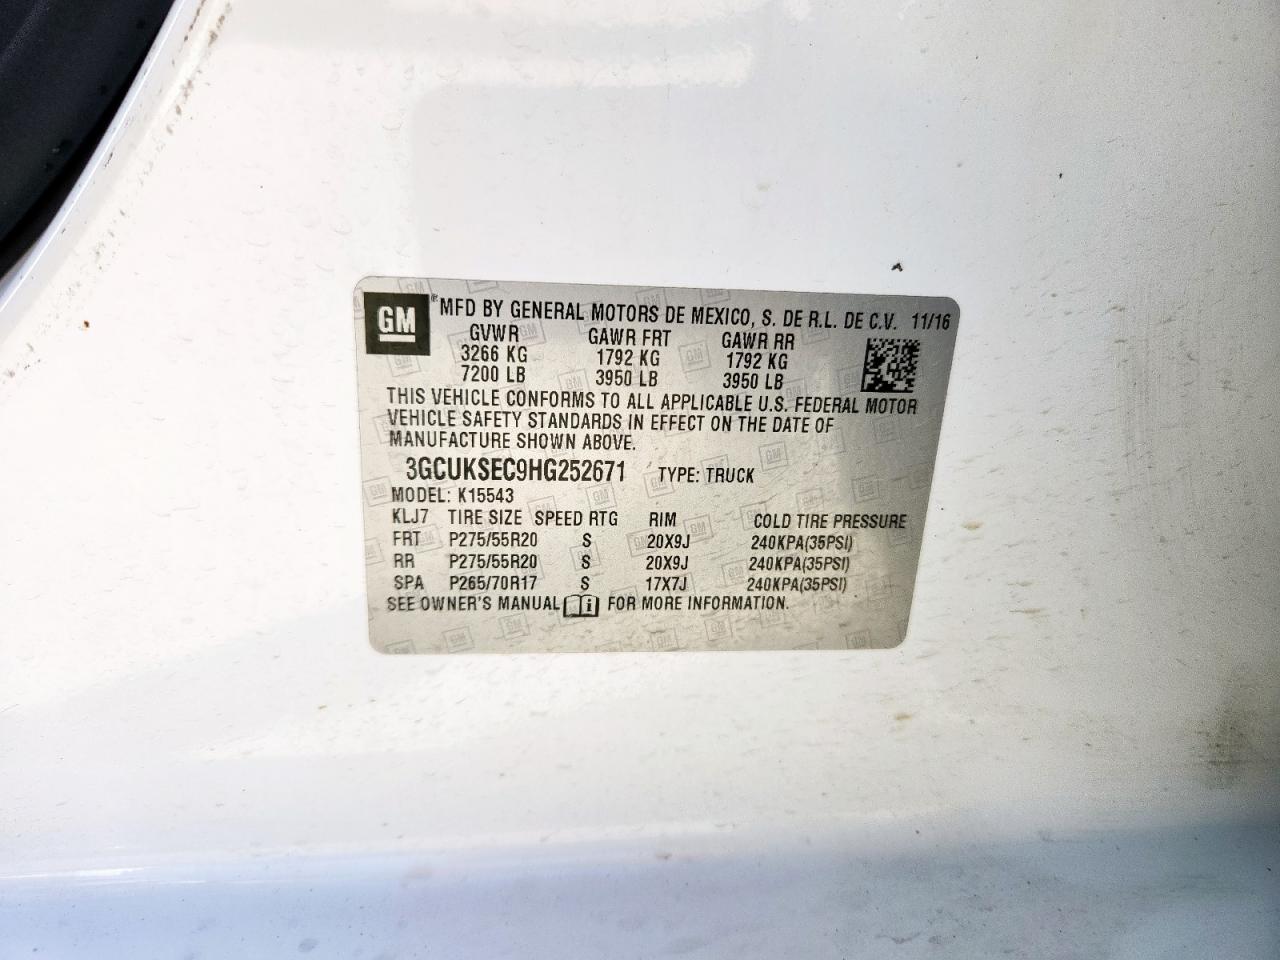 GM ® MFD BY GENERAL MOTORS DE MEXICO, S. DE R.L. DE C.V. 11/16
GVWR GAWR FRT GAWR RR
3266 KG 1792 KG 1792 KG
7200 LB 3950 LB 3950 LB
THIS VEHICLE CONFORMS TO ALL APPLICABLE U.S. FEDERAL MOTOR
VEHICLE SAFETY STANDARDS IN EFFECT ON THE DATE OF
MANUFACTURE SHOWN ABOVE.
3GCUKSEC9HG252671 TYPE: TRUCK
MODEL: K15543
KLJ7 TIRE SIZE SPEED RTG RIM COLD TIRE PRESSURE
FRT P275/55R20 S 20X9J 240KPA(35PSI)
RR P275/55R20 S 20X9J 240KPA(35PSI)
SPA P265/70R17 S 17X7J 240KPA(35PSI)
SEE OWNER'S MANUAL i FOR MORE INFORMATION.